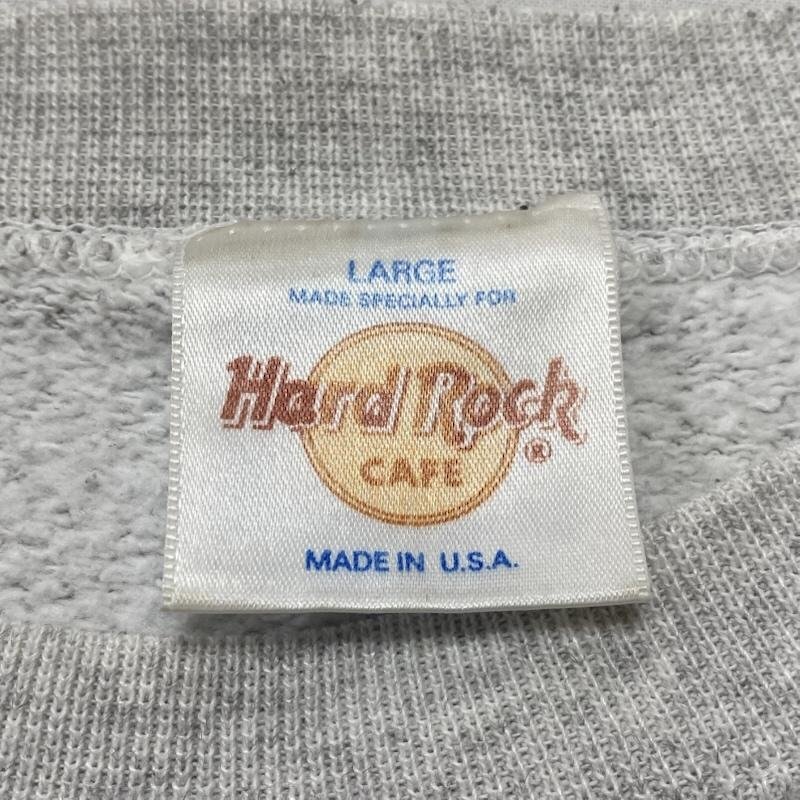 LARGE
MADE SPECIALLY FOR
Hard Rock
®
CAFE
MADE IN U.S.A.